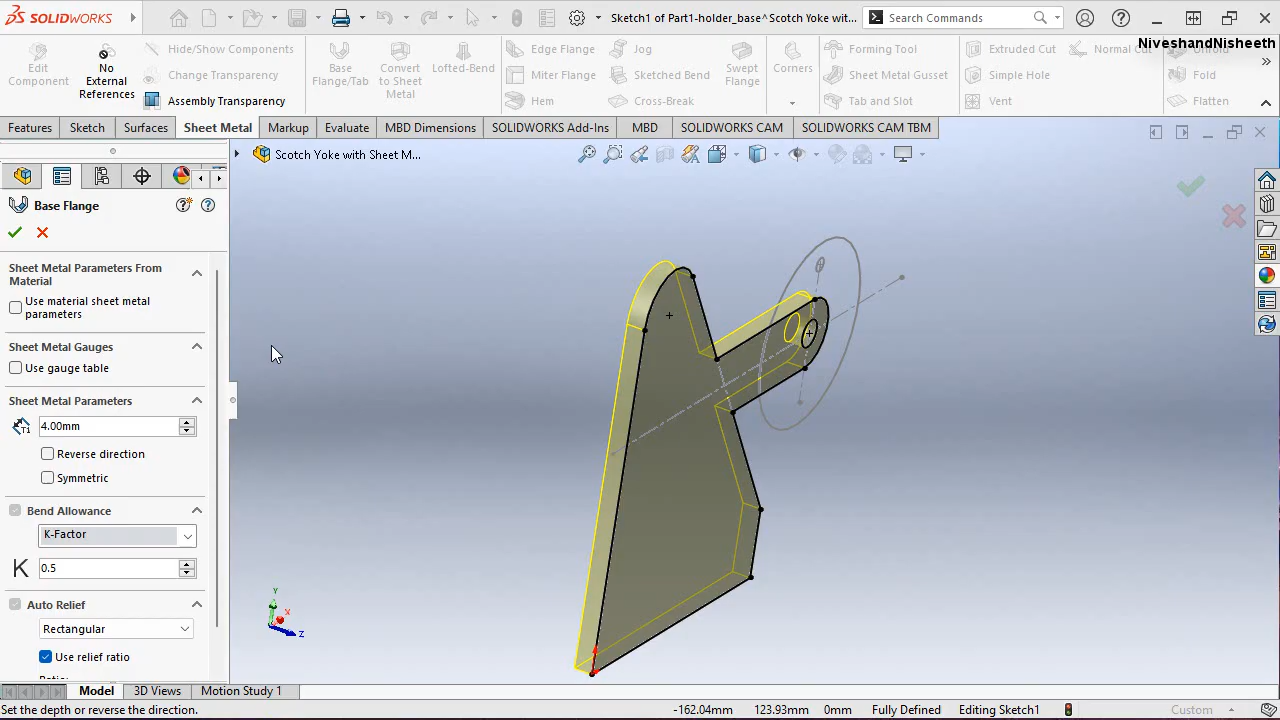 SOLIDWORKS
Sketch1 of Part1-holder_base^Scotch Yoke wit...
Search Commands
NiveshandNisheeth
Edit
Component
No
External
References
Hide/Show Components
Change Transparency
Assembly Transparency
Base
Flange/Tab
Convert
to Sheet
Metal
Lofted-Bend
Edge Flange
Miter Flange
Hem
Jog
Sketched Bend
Cross-Break
Swept
Flange
Corners
Forming Tool
Sheet Metal Gusset
Tab and Slot
Extruded Cut
Simple Hole
Vent
Normal Cut
Unfold
Fold
Flatten
Features
Sketch
Surfaces
Sheet Metal
Markup
Evaluate
MBD Dimensions
SOLIDWORKS Add-Ins
MBD
SOLIDWORKS CAM
SOLIDWORKS CAM TBM
Scotch Yoke with Sheet M...
Base Flange
Sheet Metal Parameters From
Material
Use material sheet metal
parameters
Sheet Metal Gauges
Use gauge table
Sheet Metal Parameters
4.00mm
Reverse direction
Symmetric
Bend Allowance
K-Factor
K
0.5
Auto Relief
Rectangular
Use relief ratio
Ratio:
Y
X
Z
Model
3D Views
Motion Study 1
Set the depth or reverse the direction.
-162.04mm
123.93mm
0mm
Fully Defined
Editing Sketch1
Custom